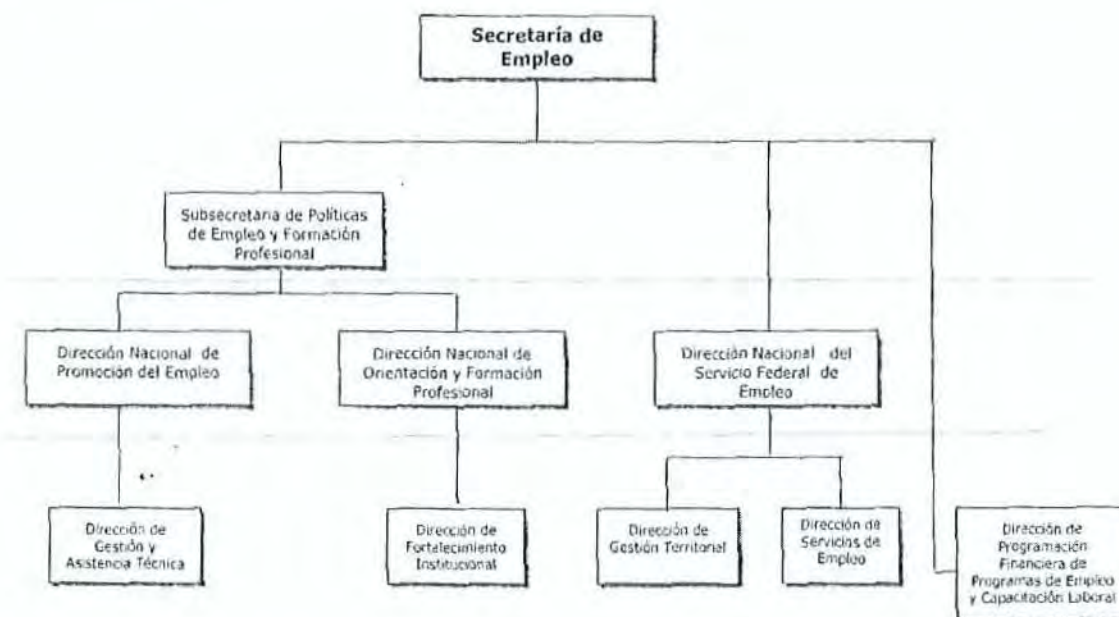 Secretaría de
Empleo
Subsecretaria de Políticas
de Empleo y Formación
Profesional
Dirección Nacional de
Promoción del Empleo
Dirección Nacional de
Orientación y Formación
Profesional
Dirección Nacional del
Servicio Federal de
Empleo
Dirección de
Gestión y
Asistencia Técnica
Dirección de
Fortalecimiento
Institucional
Dirección de
Gestión Territorial
Dirección de
Servicios de
Empleo
Dirección de
Programación
Financiera de
Programas de Empleo
y Capacitación Laboral